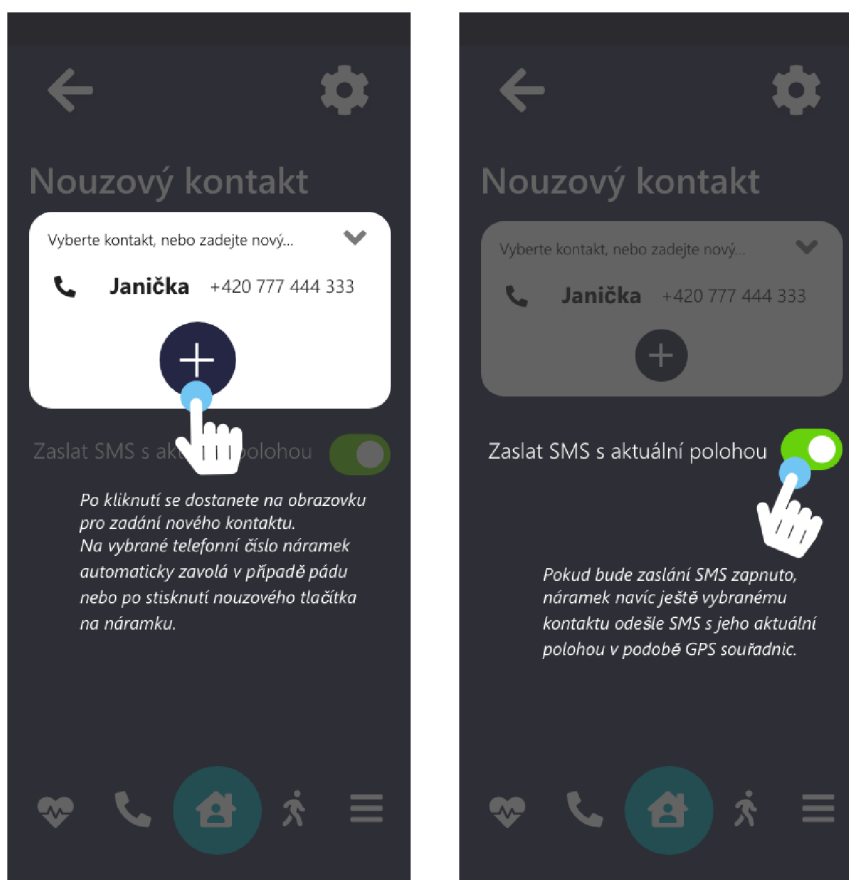 Nouzový kontakt
Vyberte kontakt, nebo zadejte nový...
Janička +420 777 444 333
Zaslat SMS s aktuální polohou
Po kliknutí se dostanete na obrazovku
pro zadání nového kontaktu.
Na vybrané telefonní číslo náramek
automaticky zavolá v případě pádu
nebo po stisknutí nouzového tlačítka
na náramku.
Nouzový kontakt
Vyberte kontakt, nebo zadejte nový...
Janička +420 777 444 333
Zaslat SMS s aktuální polohou
Pokud bude zaslání SMS zapnuto,
náramek navíc ještě vybranému
kontaktu odešle SMS s jeho aktuální
polohou v podobě GPS souřadnic.